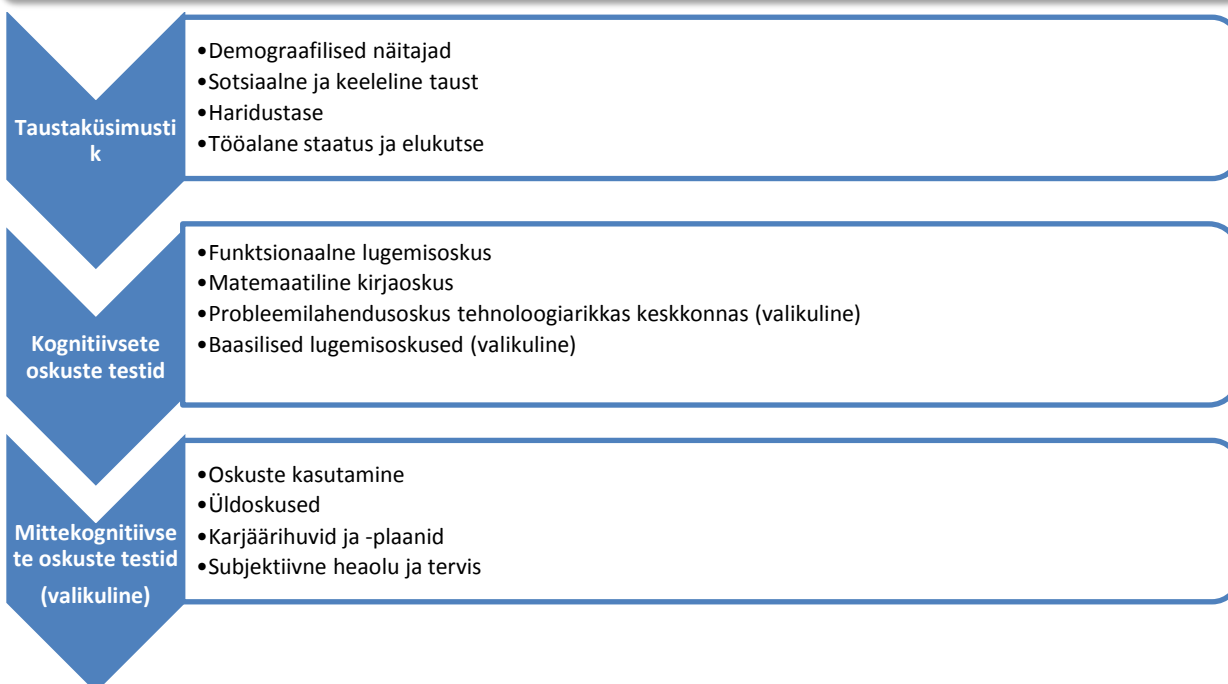 Taustaküsimusti
k
•Demograafilised näitajad
•Sotsiaalne ja keeleline taust
•Haridustase
•Tööalane staatus ja elukutse
Kognitiivsete
oskuste testid
•Funktsionaalne lugemisoskus
•Matemaatiline kirjaoskus
•Probleemilahendusoskus tehnoloogiarikkas keskkonnas (valikuline)
•Baasilised lugemisoskused (valikuline)
Mittekognitiivse
te oskuste testid
(valikuline)
•Oskuste kasutamine
•Üldoskused
•Karjäärihuvid ja -plaanid
•Subjektiivne heaolu ja tervis